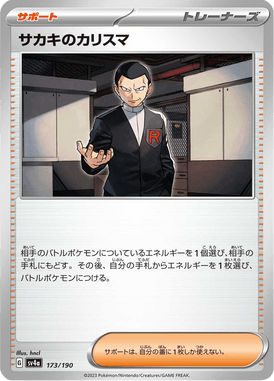 サポート トレーナーズ
サカキのカリスマ
R
相手のバトルポケモンについているエネルギーを1個選び、相手の
手札にもどす。その後、自分の手札からエネルギーを1枚選び、
バトルポケモンにつける。
Illus. hncl
サポートは、自分の番に1枚しか使えない。
G sv4a 173/190
©2023 Pokémon/Nintendo/Creatures/GAME FREAK.